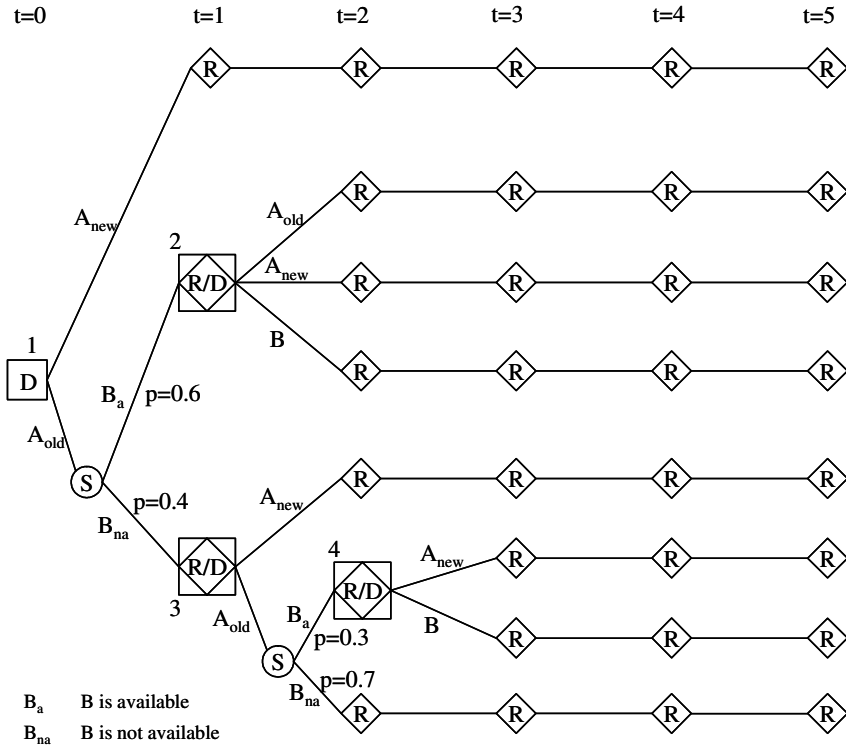 t=0 t=1 t=2 t=3 t=4 t=5
R R R R R
A_old R R R R
A_new
2
A_new
R/D R R R R
1
B
D
B_a p=0.6 R R R R
A_old
S
p=0.4 A_new R R R R
B_na
4
A_new R R R
R/D
3 R/D
A_old B_a
B R R R
p=0.3
S
p=0.7
B_na R R R R
B_a B is available
B_na B is not available